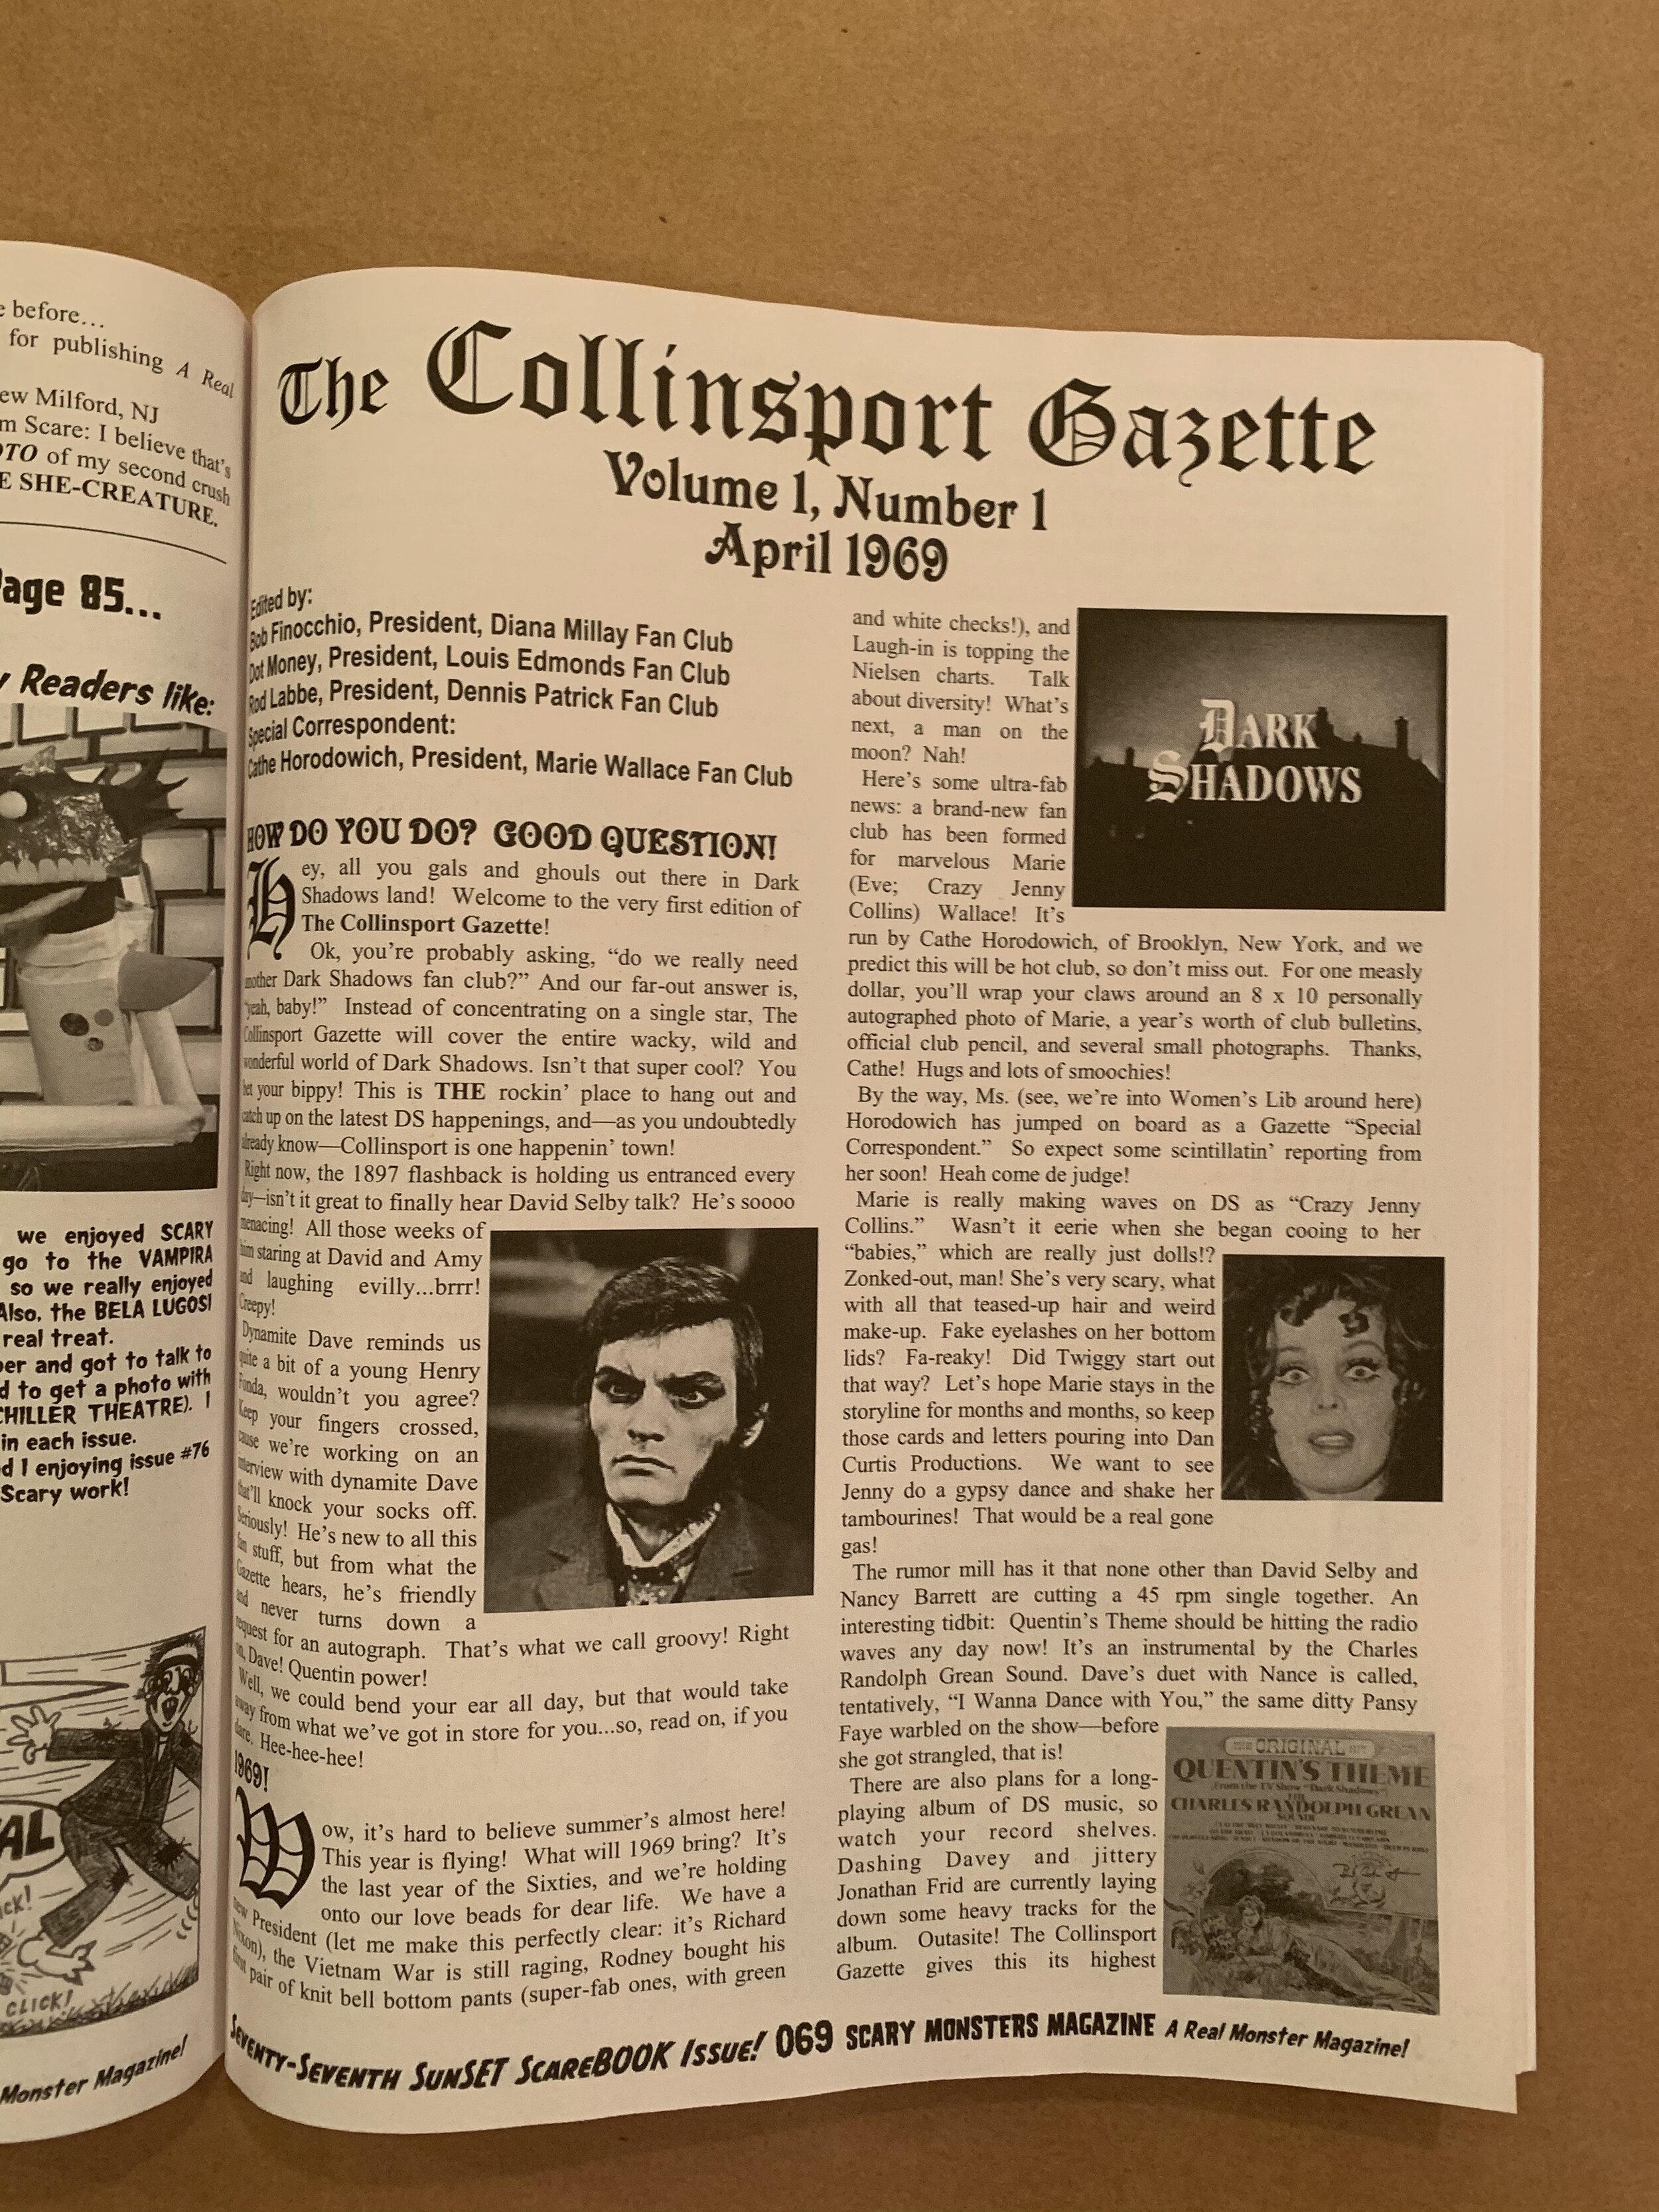 e before…
for publishing A Real
ew Milford, NJ
m Scare: I believe that's
OTO of my second crush
E SHE-CREATURE.
age 85...
y Readers like:
we enjoyed SCARY
go to the VAMPIRA
so we really enjoyed
Also, the BELA LUGOSI
real treat.
er and got to talk to
d to get a photo with
CHILLER THEATRE). I
in each issue.
d I enjoying issue #76
Scary work!
AL
ICK!
CLICK!
Monster Magazine!
The Collinsport Gazette
Volume 1, Number 1
April 1969
Edited by:
Bob Finocchio, President, Diana Millay Fan Club
Dot Money, President, Louis Edmonds Fan Club
Rod Labbe, President, Dennis Patrick Fan Club
Special Correspondent:
Cathe Horodowich, President, Marie Wallace Fan Club
HOW DO YOU DO? GOOD QUESTION!
Hey, all you gals and ghouls out there in Dark
Shadows land! Welcome to the very first edition of
The Collinsport Gazette!
Ok, you're probably asking, "do we really need
another Dark Shadows fan club?" And our far-out answer is,
"yeah, baby!" Instead of concentrating on a single star, The
Collinsport Gazette will cover the entire wacky, wild and
wonderful world of Dark Shadows. Isn't that super cool? You
bet your bippy! This is THE rockin' place to hang out and
catch up on the latest DS happenings, and—as you undoubtedly
already know—Collinsport is one happenin' town!
Right now, the 1897 flashback is holding us entranced every
day—isn't it great to finally hear David Selby talk? He's soooo
menacing! All those weeks of
him staring at David and Amy
and laughing evilly...brrr!
Creepy!
Dynamite Dave reminds us
quite a bit of a young Henry
Fonda, wouldn't you agree?
Keep your fingers crossed,
cause we're working on an
interview with dynamite Dave
that'll knock your socks off.
Seriously! He's new to all this
fan stuff, but from what the
Gazette hears, he's friendly
and never turns down a
request for an autograph. That's what we call groovy! Right
on, Dave! Quentin power!
Well, we could bend your ear all day, but that would take
away from what we've got in store for you...so, read on, if you
dare. Hee-hee-hee!
1969!
Wow, it's hard to believe summer's almost here!
This year is flying! What will 1969 bring? It's
the last year of the Sixties, and we're holding
onto our love beads for dear life. We have a
new President (let me make this perfectly clear: it's Richard
Nixon), the Vietnam War is still raging, Rodney bought his
first pair of knit bell bottom pants (super-fab ones, with green
and white checks!), and
Laugh-in is topping the
Nielsen charts. Talk
about diversity! What's
next, a man on the
moon? Nah!
Here's some ultra-fab
news: a brand-new fan
club has been formed
for marvelous Marie
(Eve; Crazy Jenny
Collins) Wallace! It's
run by Cathe Horodowich, of Brooklyn, New York, and we
predict this will be hot club, so don't miss out. For one measly
dollar, you'll wrap your claws around an 8 x 10 personally
autographed photo of Marie, a year's worth of club bulletins,
official club pencil, and several small photographs. Thanks,
Cathe! Hugs and lots of smoochies!
By the way, Ms. (see, we're into Women's Lib around here)
Horodowich has jumped on board as a Gazette "Special
Correspondent." So expect some scintillatin' reporting from
her soon! Heah come de judge!
Marie is really making waves on DS as "Crazy Jenny
Collins." Wasn't it eerie when she began cooing to her
"babies," which are really just dolls!?
Zonked-out, man! She's very scary, what
with all that teased-up hair and weird
make-up. Fake eyelashes on her bottom
lids? Fa-reaky! Did Twiggy start out
that way? Let's hope Marie stays in the
storyline for months and months, so keep
those cards and letters pouring into Dan
Curtis Productions. We want to see
Jenny do a gypsy dance and shake her
tambourines! That would be a real gone
gas!
The rumor mill has it that none other than David Selby and
Nancy Barrett are cutting a 45 rpm single together. An
interesting tidbit: Quentin's Theme should be hitting the radio
waves any day now! It's an instrumental by the Charles
Randolph Grean Sound. Dave's duet with Nance is called,
tentatively, "I Wanna Dance with You," the same ditty Pansy
Faye warbled on the show—before
she got strangled, that is!
There are also plans for a long-
playing album of DS music, so
watch your record shelves.
Dashing Davey and jittery
Jonathan Frid are currently laying
down some heavy tracks for the
album. Outasite! The Collinsport
Gazette gives this its highest
DARK
SHADOWS
THE ORIGINAL HIT
QUENTIN'S THEME
(From the TV Show "Dark Shadows")
THE
CHARLES RANDOLPH GREAN
SOUNDE
SEVENTY-SEVENTH SUNSET SCAREBOOK ISSUE! 069 SCARY MONSTERS MAGAZINE A Real Monster Magazine!